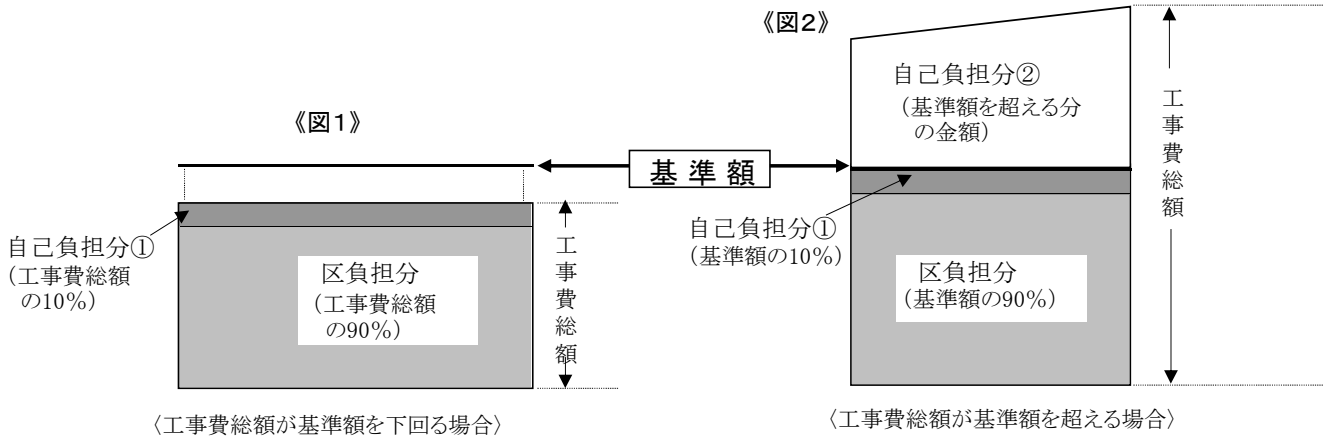 《図1》
自己負担分①
(工事費総額
の10%)
区負担分
(工事費総額
の90%)
工事費総額
〈工事費総額が基準額を下回る場合〉
基準額
《図2》
自己負担分②
(基準額を超える分
の金額)
自己負担分①
(基準額の10%)
区負担分
(基準額の90%)
工事費総額
〈工事費総額が基準額を超える場合〉